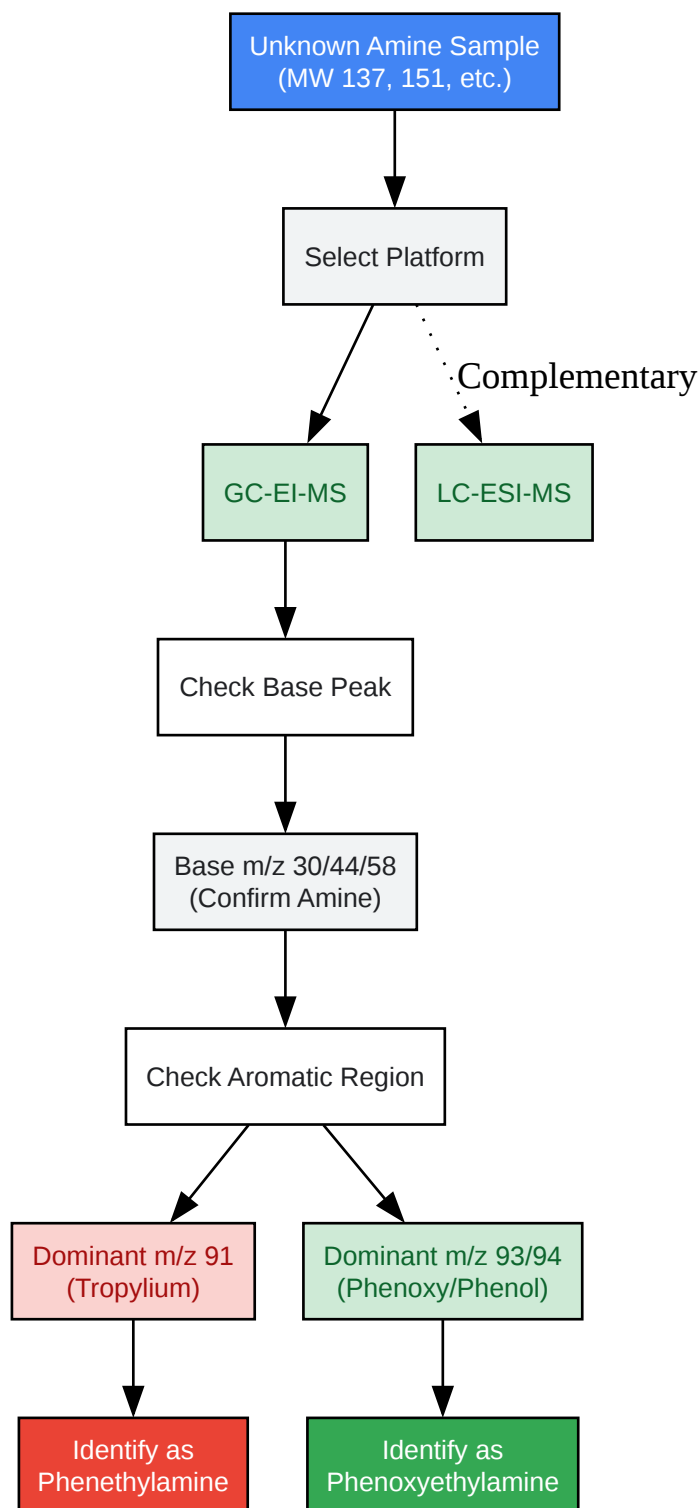 Unknown Amine Sample
(MW 137, 151, etc.)
Select Platform
Complementary
GC-EI-MS
LC-ESI-MS
Check Base Peak
Base m/z 30/44/58
(Confirm Amine)
Check Aromatic Region
Dominant m/z 91
(Tropylium)
Dominant m/z 93/94
(Phenoxy/Phenol)
Identify as
Phenethylamine
Identify as
Phenoxyethylamine